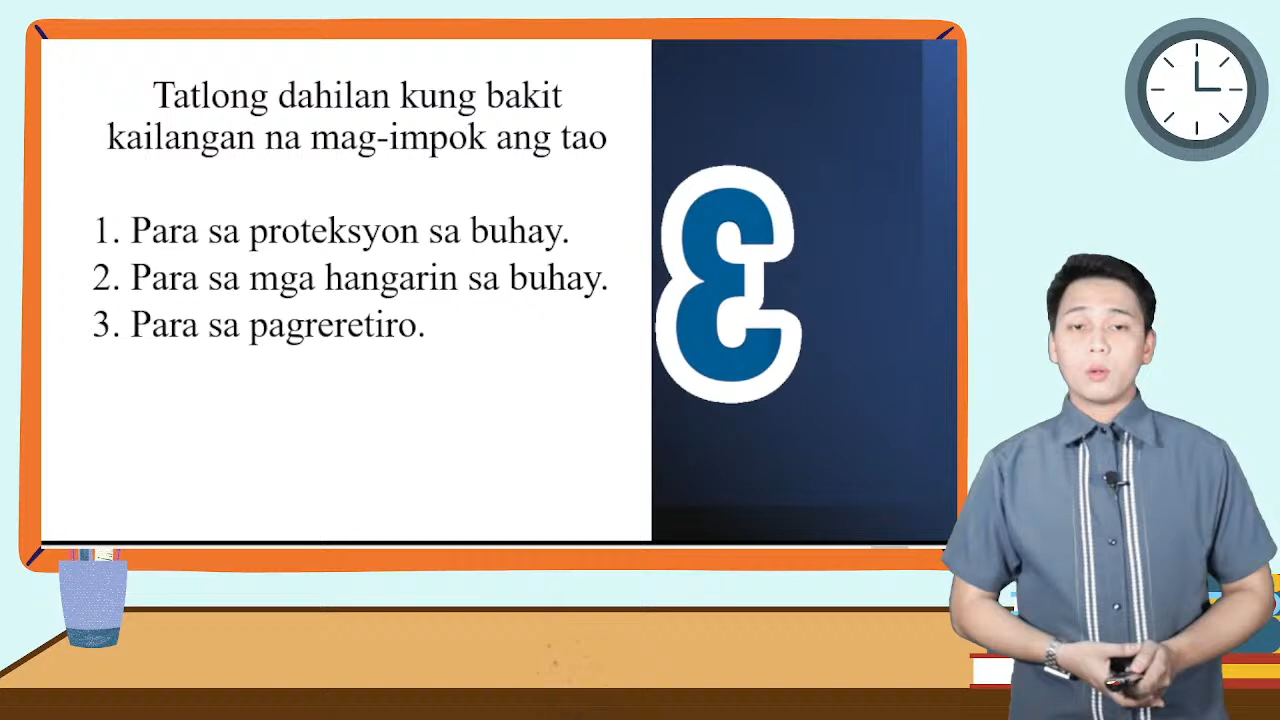 Tatlong dahilan kung bakit
kailangan na mag-impok ang tao
1. Para sa proteksyon sa buhay.
2. Para sa mga hangarin sa buhay.
3. Para sa pagreretiro.
3